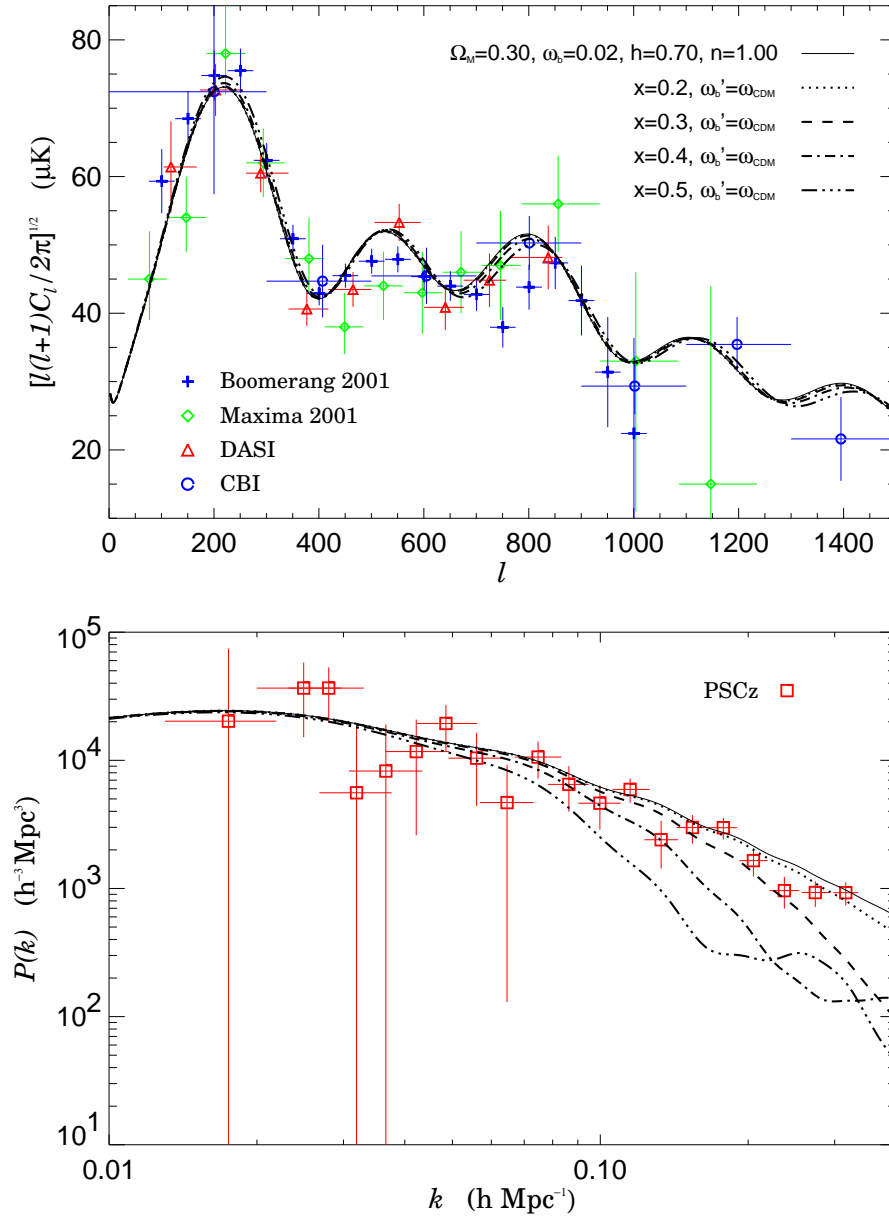 80
60
40
20
[l(l+1)C_l/2π]^{1/2} (μK)
Ω_M=0.30, ω_b=0.02, h=0.70, n=1.00
x=0.2, ω_b'=ω_CDM
x=0.3, ω_b'=ω_CDM
x=0.4, ω_b'=ω_CDM
x=0.5, ω_b'=ω_CDM
Boomerang 2001
Maxima 2001
DASI
CBI
0 200 400 600 800 1000 1200 1400
l
10^5
10^4
10^3
10^2
10^1
P(k) (h^{-3} Mpc^3)
PSCz
0.01 0.10
k (h Mpc^{-1})